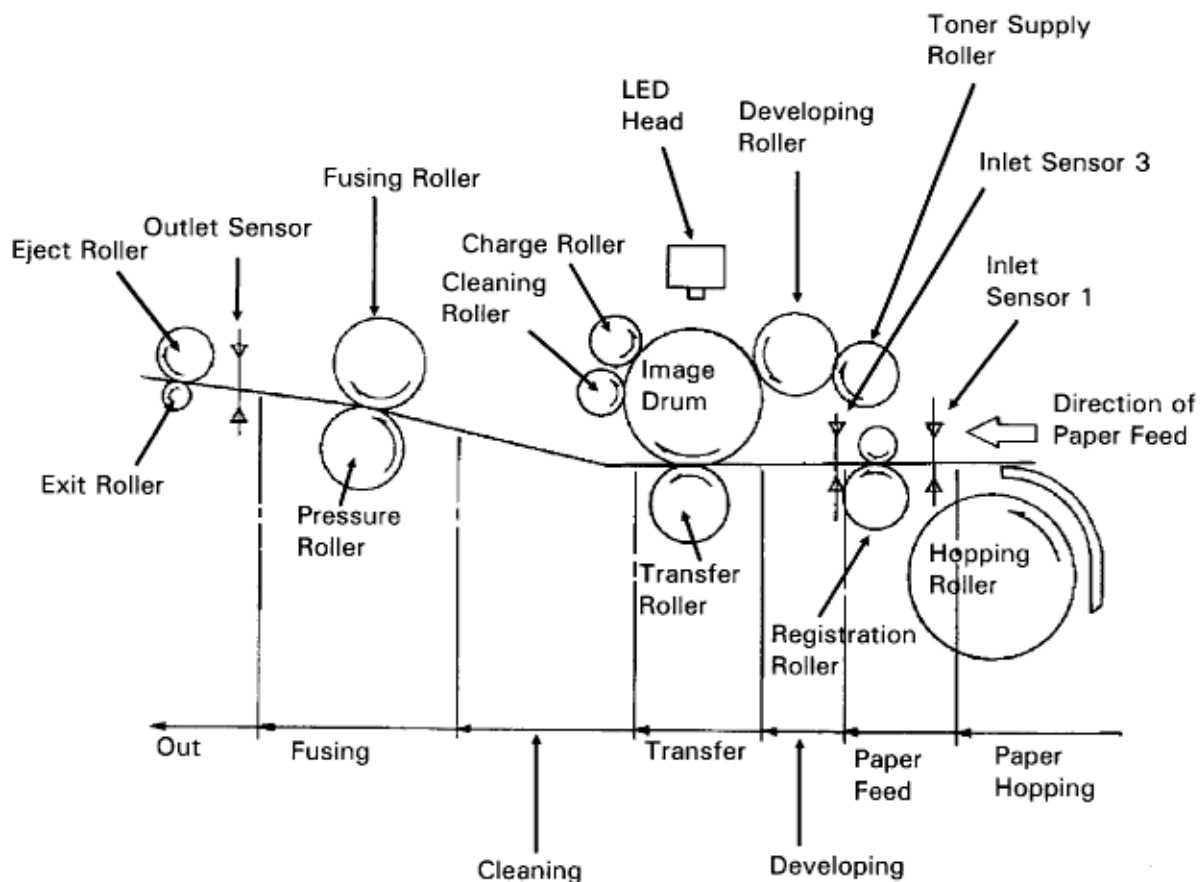 Toner Supply
Roller
LED
Head
Developing
Roller
Inlet Sensor 3
Fusing Roller
Outlet Sensor
Eject Roller
Charge Roller
Cleaning
Roller
Inlet
Sensor 1
Image
Drum
Direction of
Paper Feed
Exit Roller
Pressure
Roller
Transfer
Roller
Hopping
Roller
Registration
Roller
Out
Fusing
Transfer
Paper
Feed
Paper
Hopping
Cleaning
Developing